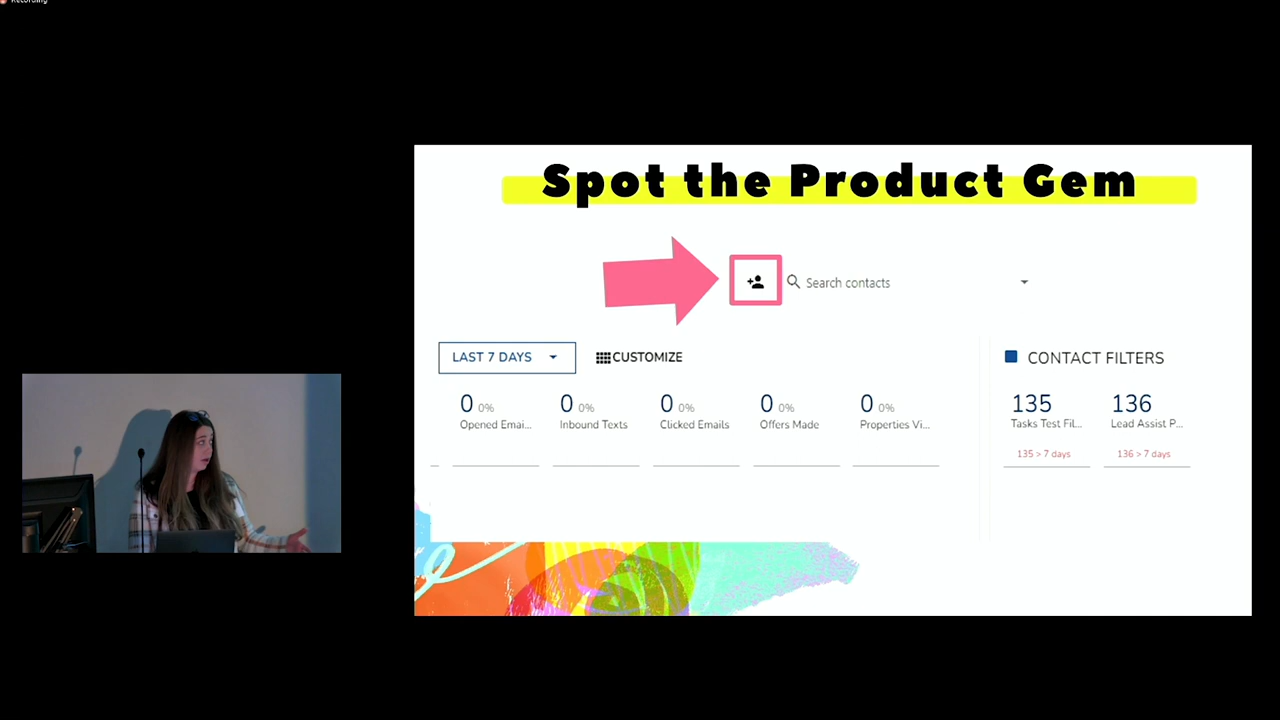 Recording
Spot the Product Gem
Search contacts
LAST 7 DAYS
CUSTOMIZE
CONTACT FILTERS
0 0%
0 0%
0 0%
0 0%
0 0%
135
136
Opened Emai...
Inbound Texts
Clicked Emails
Offers Made
Properties Vi...
Tasks Test Fil...
Lead Assist P...
135 > 7 days
136 > 7 days